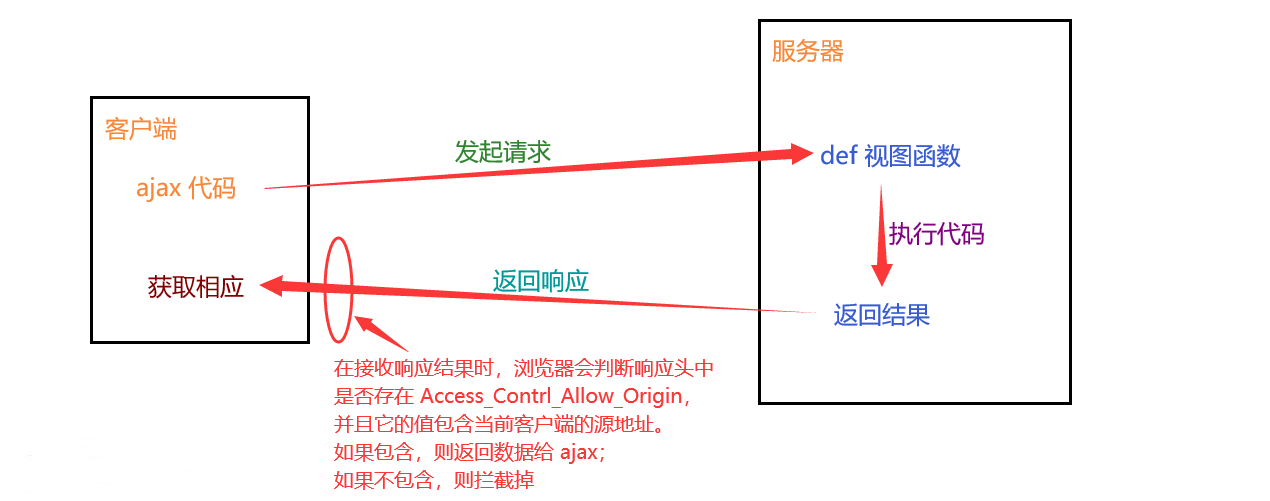 服务器
客户端
发起请求
def 视图函数
ajax 代码
执行代码
返回响应
获取相应
返回结果
在接收响应结果时，浏览器会判断响应头中
是否存在 Access_Contrl_Allow_Origin，
并且它的值包含当前客户端的源地址。
如果包含，则返回数据给 ajax；
如果不包含，则拦截掉